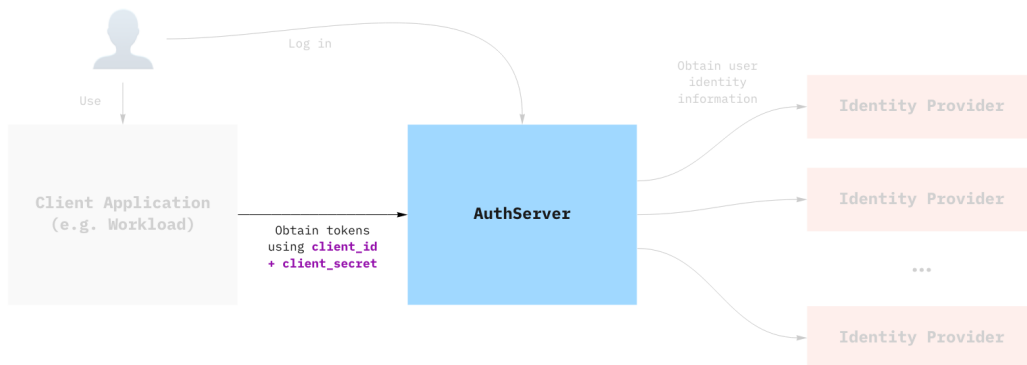 Log in
Obtain user
identity
information
Use
Identity Provider
Client Application
(e.g. Workload)
Obtain tokens
using client_id
+ client_secret
AuthServer
Identity Provider
...
Identity Provider